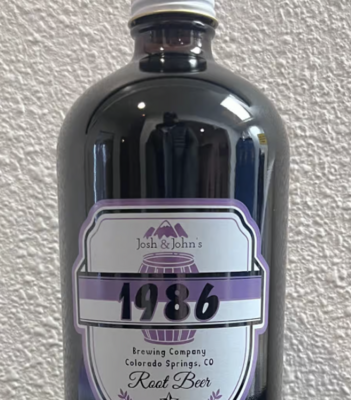 Josh & John's
1986
Brewing Company
Colorado Springs, CO
Root Beer